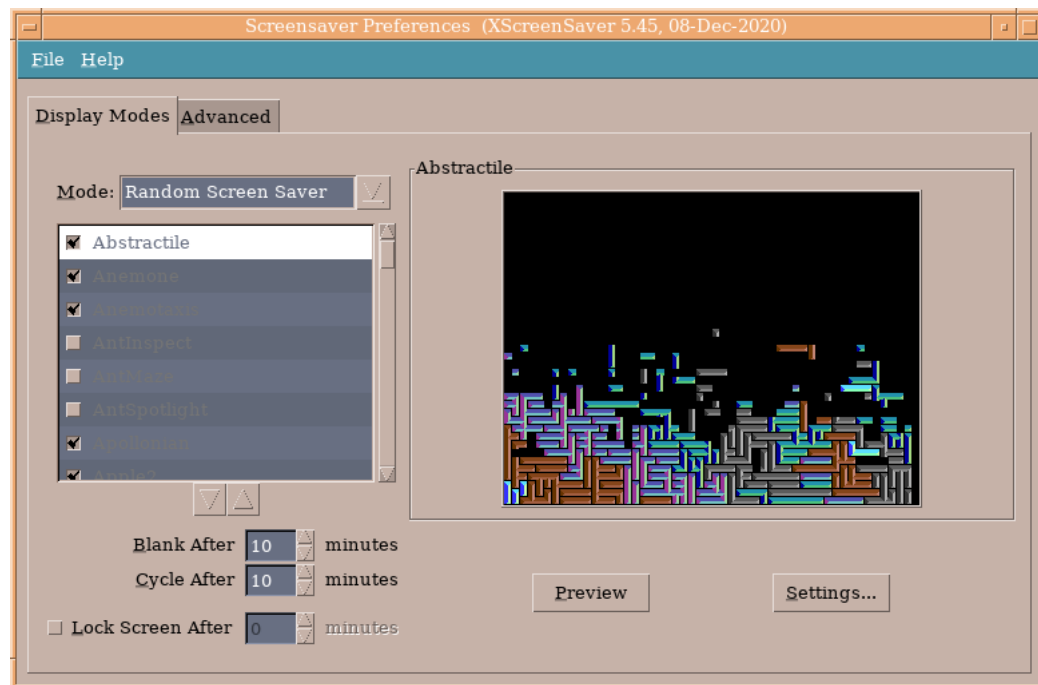 Screensaver Preferences (XScreenSaver 5.45, 08-Dec-2020)
File Help
Display Modes Advanced
Mode: Random Screen Saver
Abstractile
Anemone
Anemotaxis
AntInspect
AntMaze
AntSpotlight
Apollonian
Apple2
Blank After 10 minutes
Cycle After 10 minutes
Lock Screen After 0 minutes
Abstractile
Preview Settings...